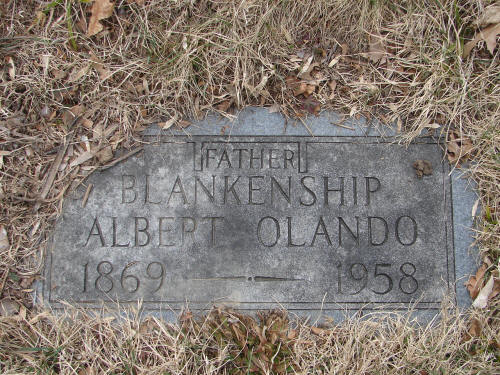 FATHER
BLANKENSHIP
ALBERT OLANDO
1869 1958